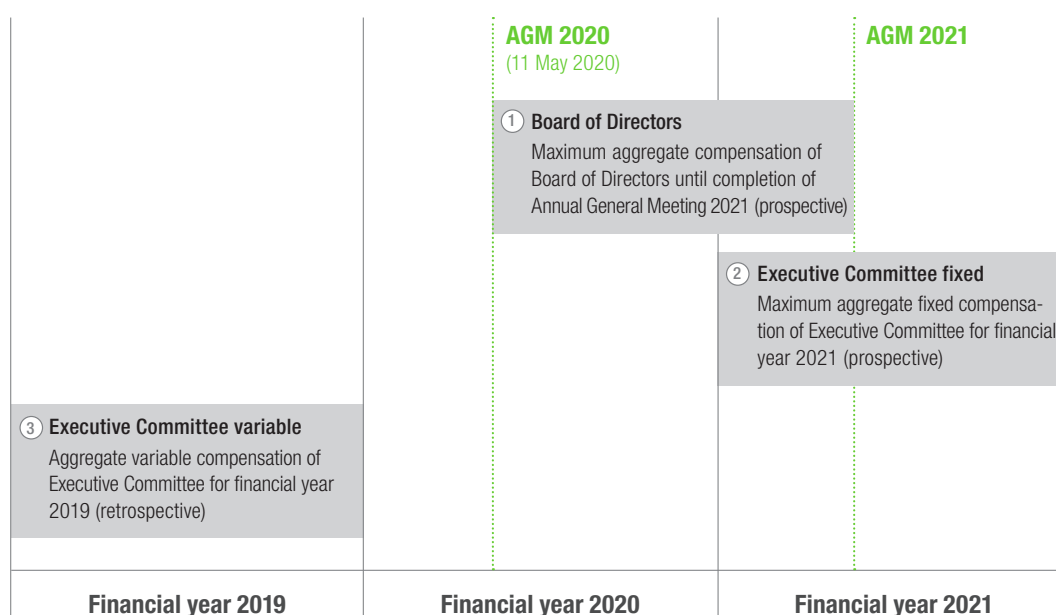 AGM 2020
(11 May 2020)
AGM 2021
1 Board of Directors
Maximum aggregate compensation of
Board of Directors until completion of
Annual General Meeting 2021 (prospective)
2 Executive Committee fixed
Maximum aggregate fixed compensa-
tion of Executive Committee for financial
year 2021 (prospective)
3 Executive Committee variable
Aggregate variable compensation of
Executive Committee for financial year
2019 (retrospective)
Financial year 2019
Financial year 2020
Financial year 2021